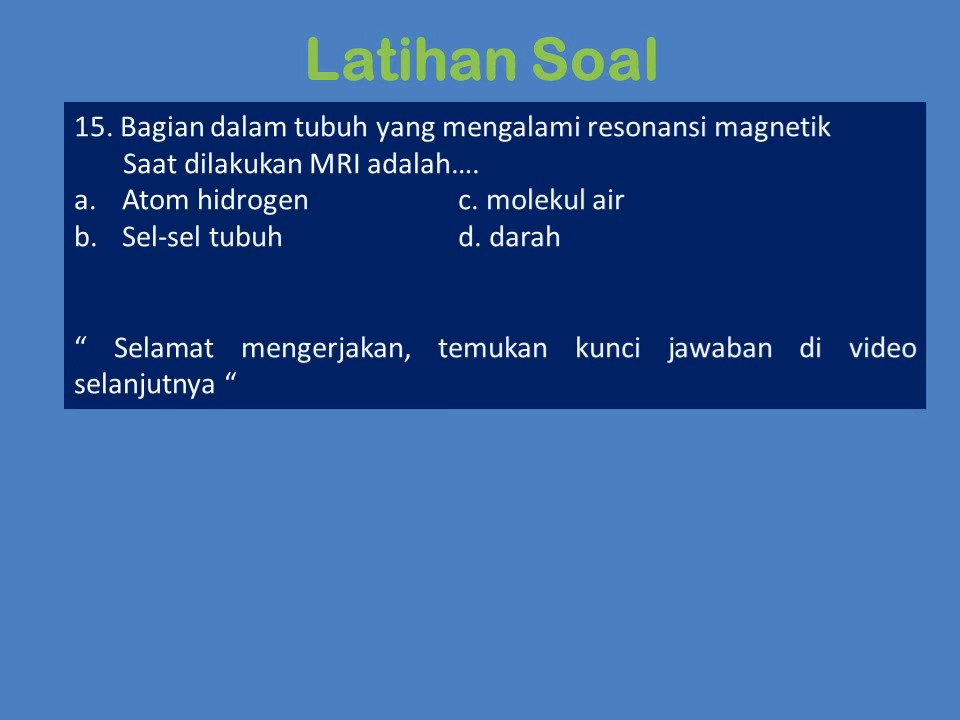 Latihan Soal
15. Bagian dalam tubuh yang mengalami resonansi magnetik
Saat dilakukan MRI adalah….
a. Atom hidrogen c. molekul air
b. Sel-sel tubuh d. darah
“ Selamat mengerjakan, temukan kunci jawaban di video
selanjutnya “